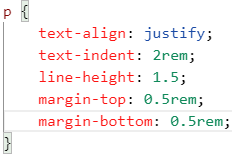 p {
text-align: justify;
text-indent: 2rem;
line-height: 1.5;
margin-top: 0.5rem;
margin-bottom: 0.5rem;
}